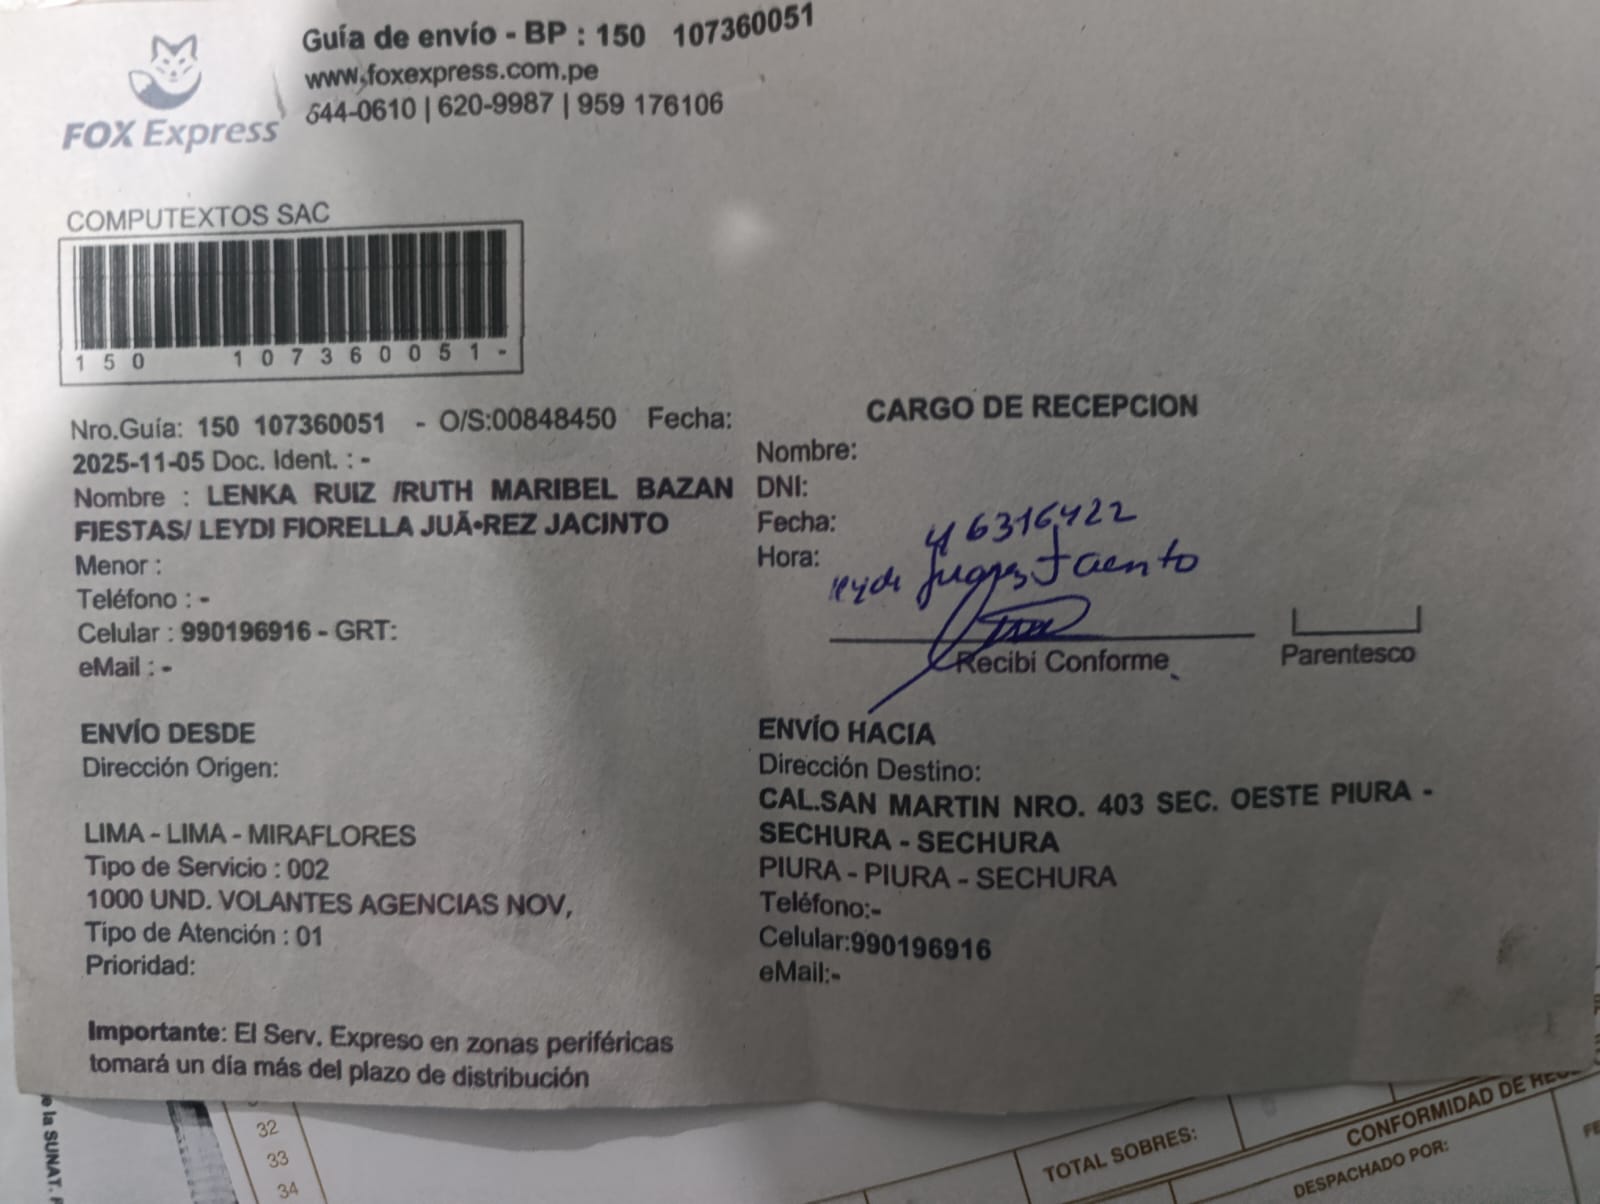 Guía de envío - BP : 150 107360051
www.foxexpress.com.pe
644-0610 | 620-9987 | 959 176106
FOX Express
COMPUTEXTOS SAC
150 107360051-
Nro.Guía: 150 107360051 - O/S:00848450 Fecha:
2025-11-05 Doc. Ident. : -
Nombre : LENKA RUIZ /RUTH MARIBEL BAZAN
FIESTAS/ LEYDI FIORELLA JUÃ•REZ JACINTO
Menor :
Teléfono : -
Celular : 990196916 - GRT:
eMail : -
CARGO DE RECEPCION
Nombre:
DNI:
Fecha:
Hora:
46316422
Recibi Conforme
Parentesco
ENVÍO DESDE
Dirección Origen:
LIMA - LIMA - MIRAFLORES
Tipo de Servicio : 002
1000 UND. VOLANTES AGENCIAS NOV,
Tipo de Atención : 01
Prioridad:
ENVÍO HACIA
Dirección Destino:
CAL.SAN MARTIN NRO. 403 SEC. OESTE PIURA -
SECHURA - SECHURA
PIURA - PIURA - SECHURA
Teléfono:-
Celular:990196916
eMail:-
Importante: El Serv. Expreso en zonas periféricas
tomará un día más del plazo de distribución
la SUNAT.
32
33
34
TOTAL SOBRES:
CONFORMIDAD DE
DESPACHADO POR: